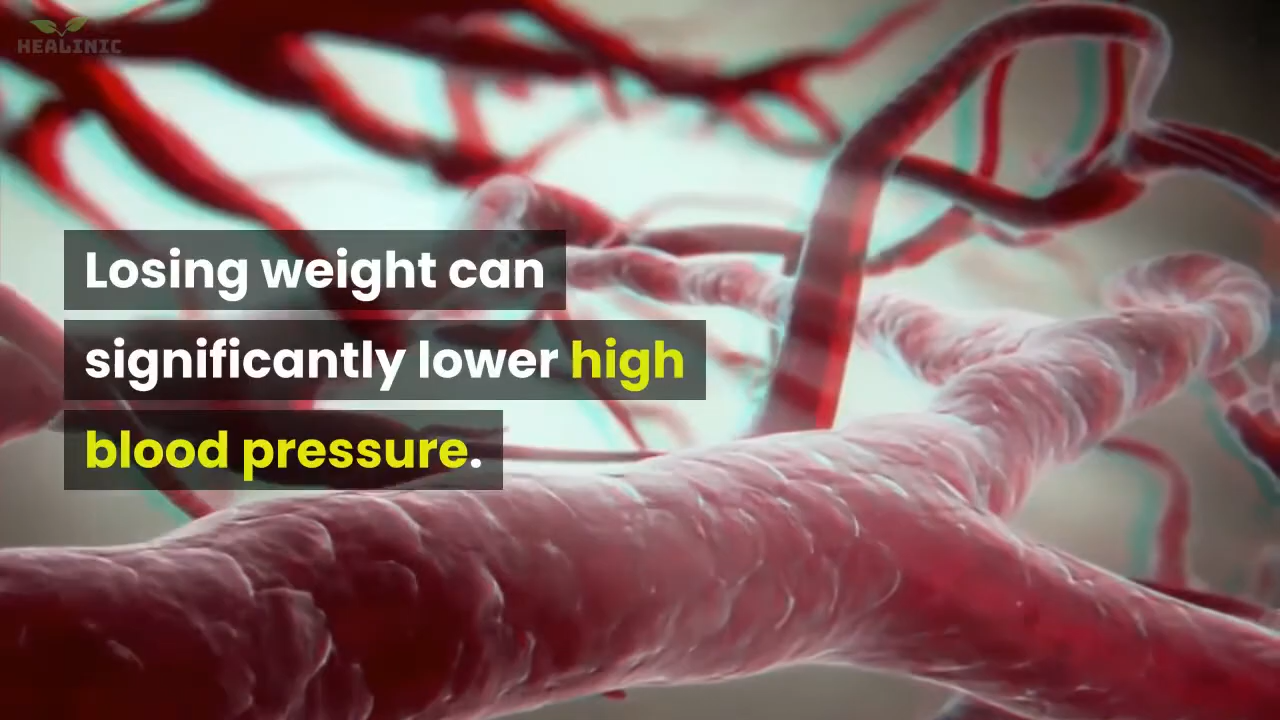 HEALINIC
Losing weight can
significantly lower high
blood pressure.